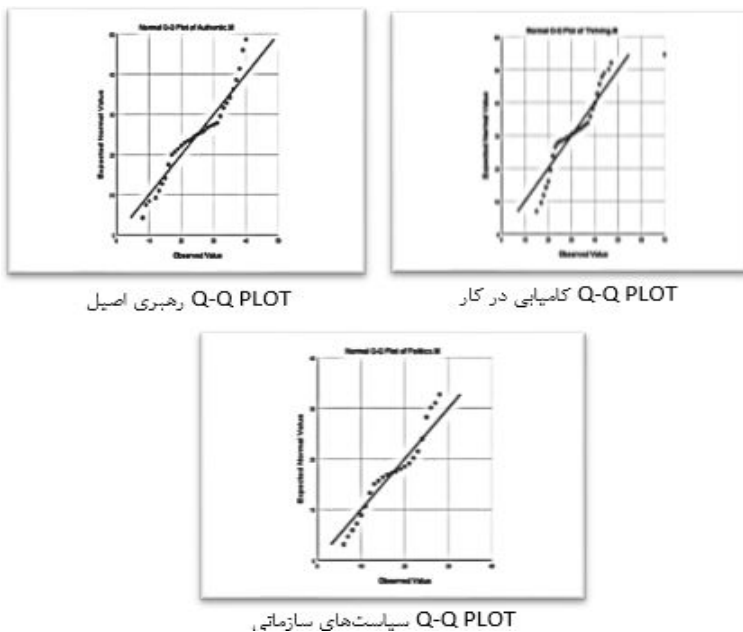 Normal Q-Q Plot of Authentic.M
Expected Normal Value
Observed Value
Q-Q PLOT رهبری اصیل
Normal Q-Q Plot of Thriving.M
Expected Normal Value
Observed Value
Q-Q PLOT کامیابی در کار
Normal Q-Q Plot of Politics.M
Expected Normal Value
Observed Value
Q-Q PLOT سیاست‌های سازمانی